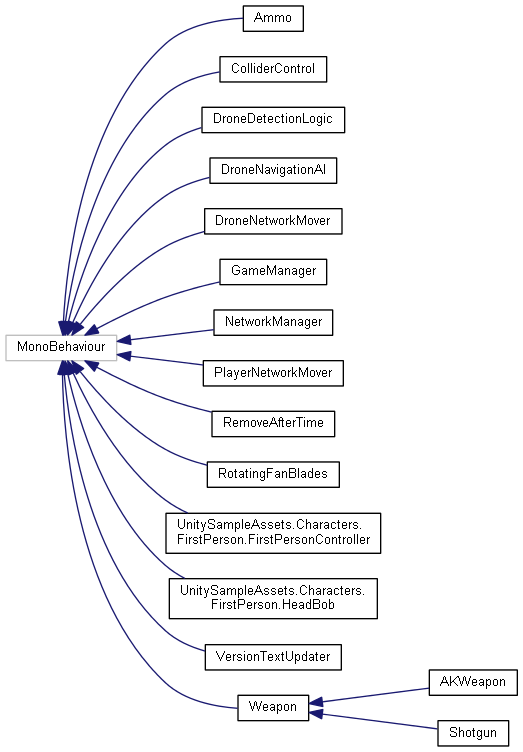 Ammo
ColliderControl
DroneDetectionLogic
DroneNavigationAI
DroneNetworkMover
GameManager
NetworkManager
MonoBehaviour
PlayerNetworkMover
RemoveAfterTime
RotatingFanBlades
UnitySampleAssets.Characters.
FirstPerson.FirstPersonController
UnitySampleAssets.Characters.
FirstPerson.HeadBob
VersionTextUpdater
Weapon
AKWeapon
Shotgun